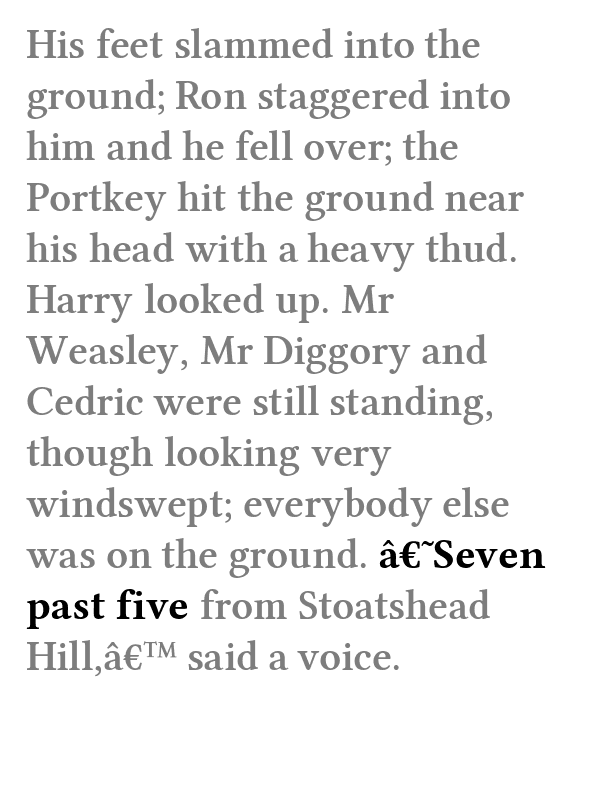 His feet slammed into the
ground; Ron staggered into
him and he fell over; the
Portkey hit the ground near
his head with a heavy thud.
Harry looked up. Mr
Weasley, Mr Diggory and
Cedric were still standing,
though looking very
windswept; everybody else
was on the ground. â€˜Seven
past five from Stoatshead
Hill,â€™ said a voice.